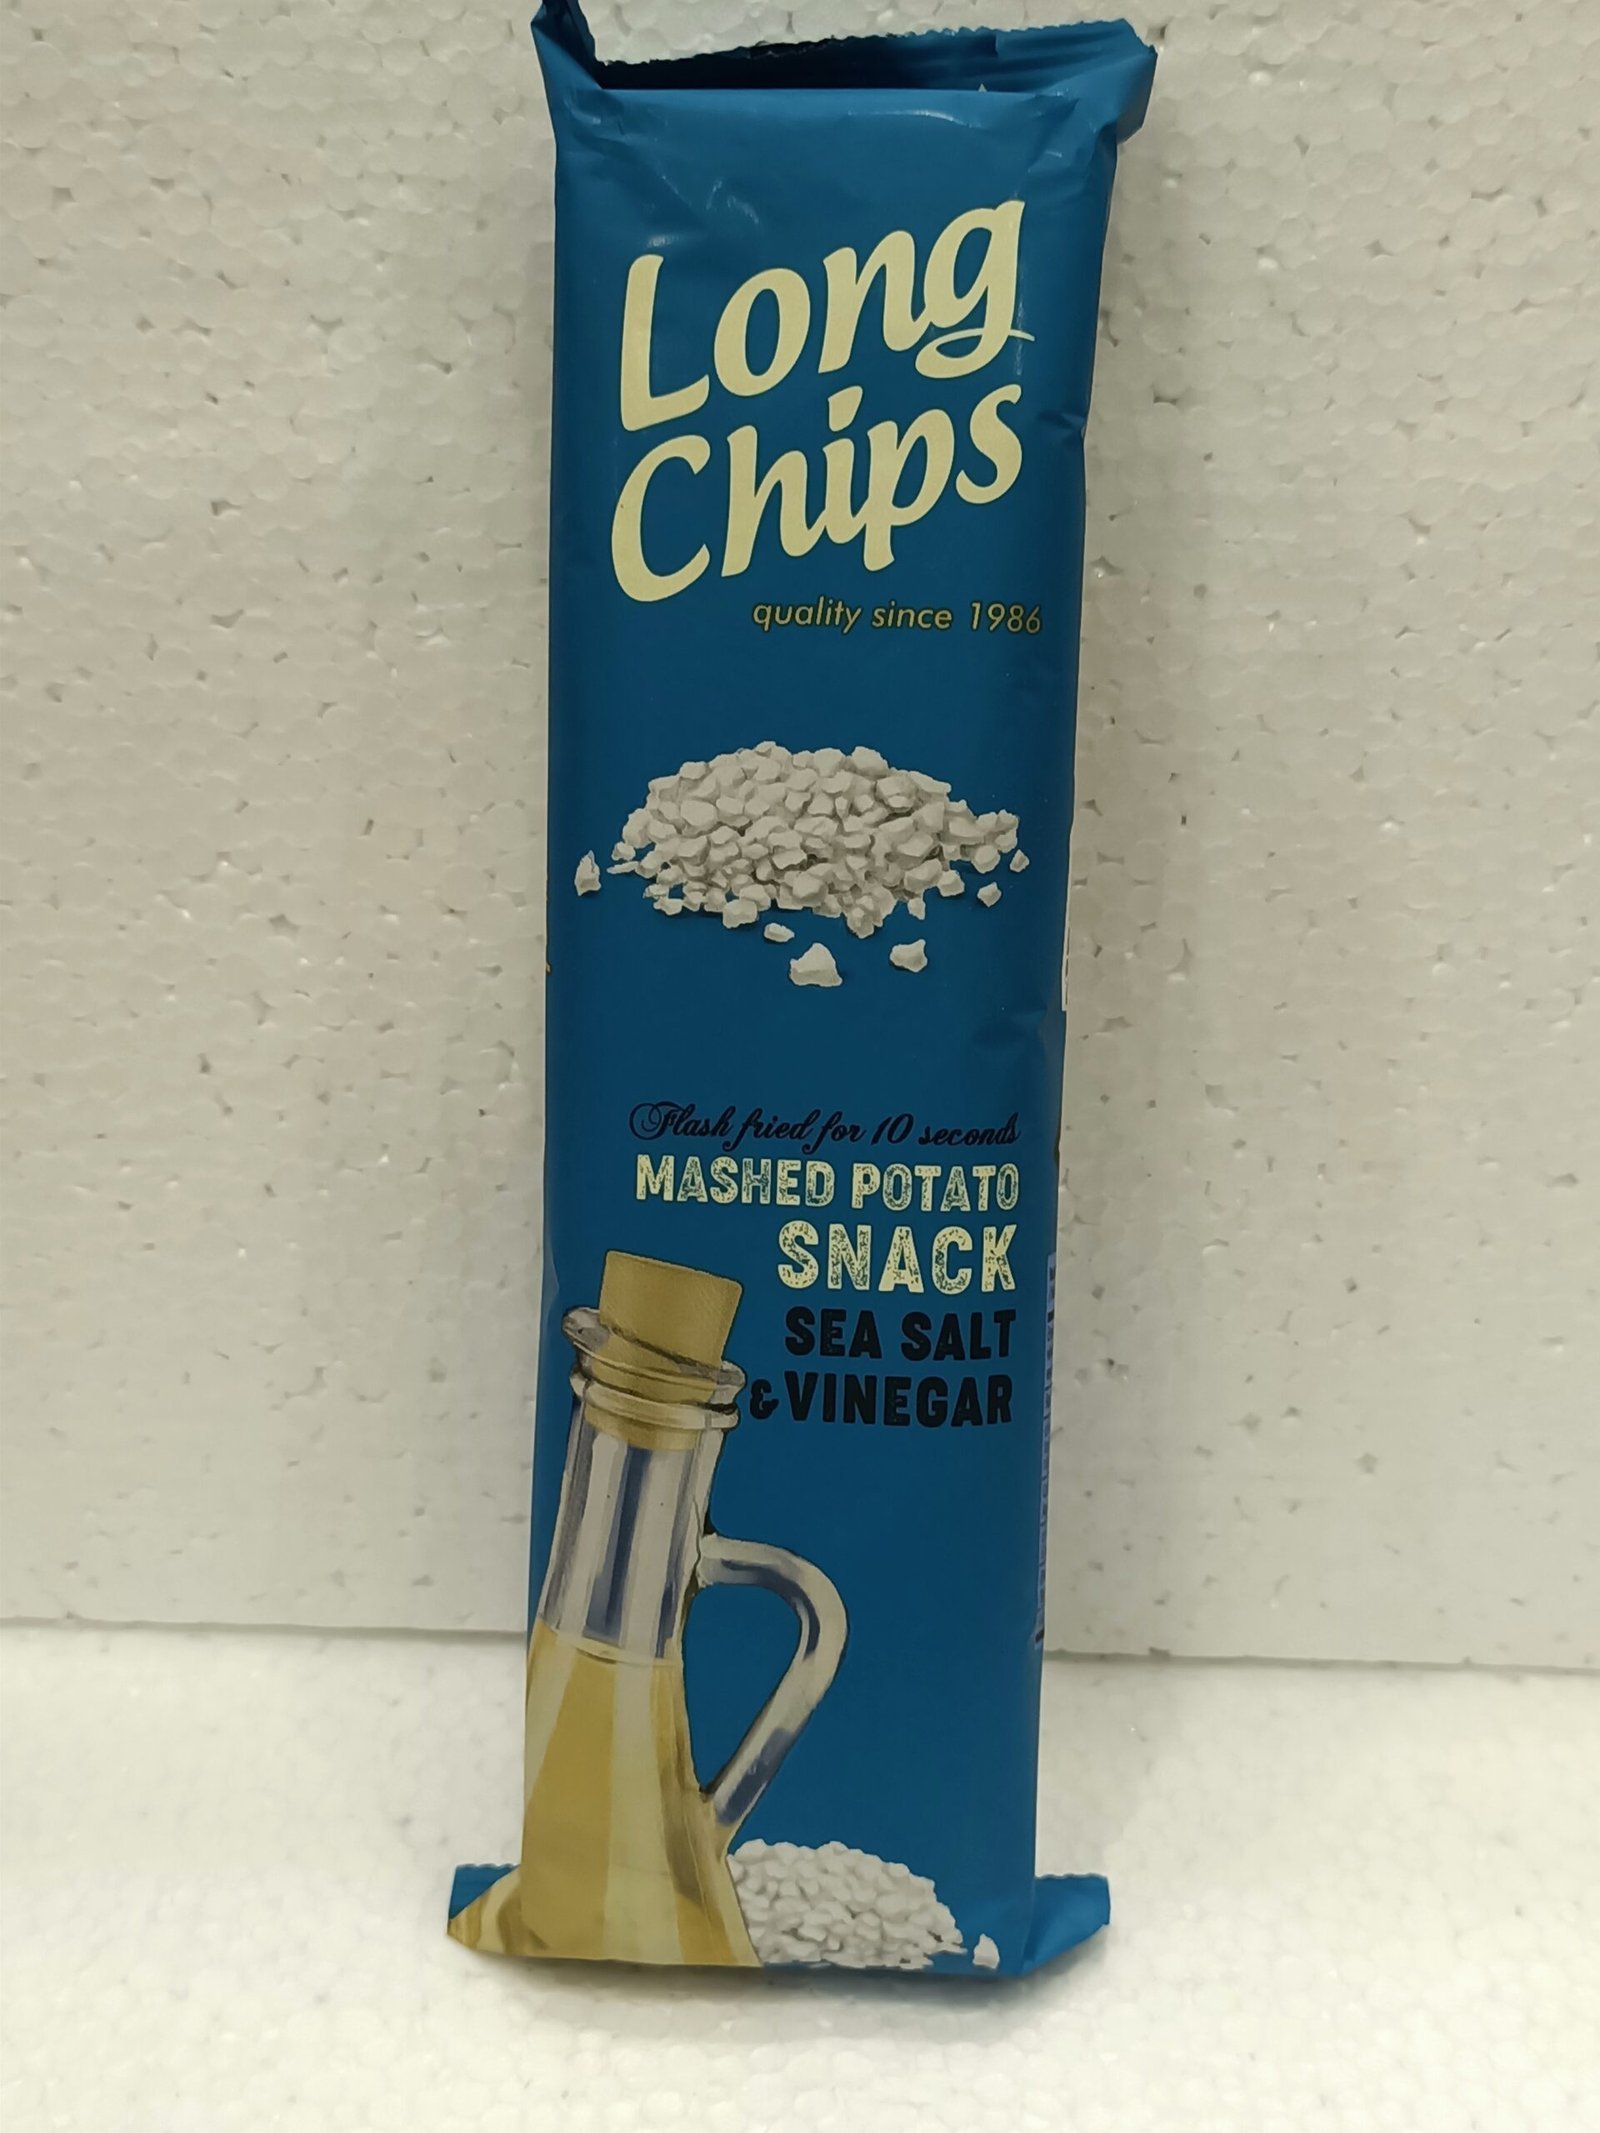 Long
Chips
quality since 1986
Flash fried for 10 seconds
MASHED POTATO
SNACK
SEA SALT
& VINEGAR